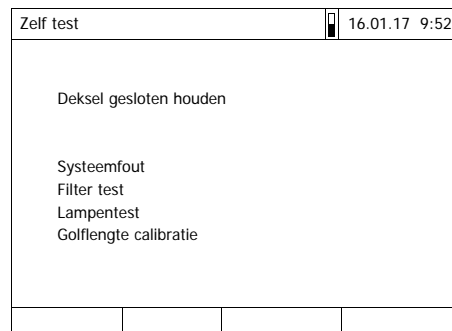 Zelf test 16.01.17 9:52
Deksel gesloten houden
Systeemfout
Filter test
Lampentest
Golflengte calibratie